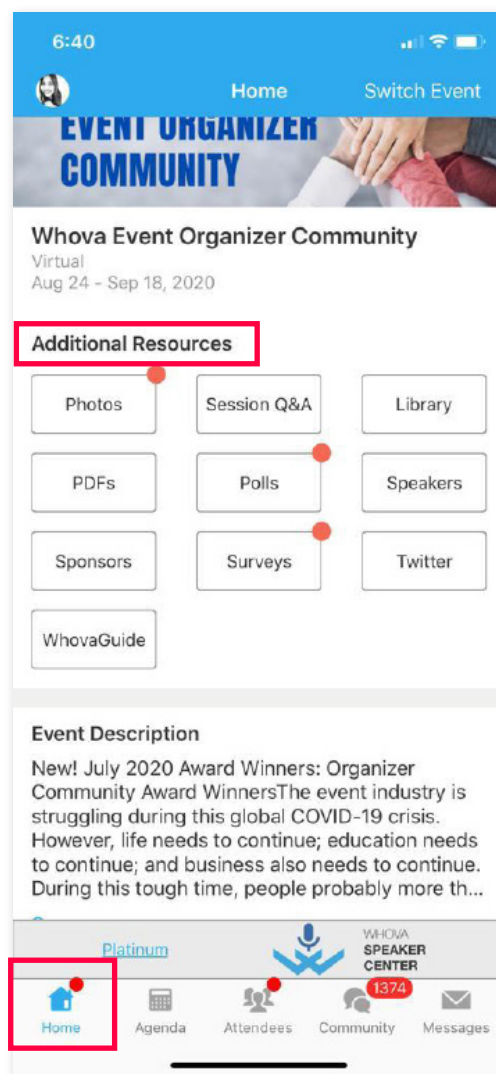 6:40
Home Switch Event
EVENT ORGANIZER
COMMUNITY
Whova Event Organizer Community
Virtual
Aug 24 - Sep 18, 2020
Additional Resources
Photos Session Q&A Library
PDFs Polls Speakers
Sponsors Surveys Twitter
WhovaGuide
Event Description
New! July 2020 Award Winners: Organizer
Community Award WinnersThe event industry is
struggling during this global COVID-19 crisis.
However, life needs to continue; education needs
to continue; and business also needs to continue.
During this tough time, people probably more th...
Platinum
WHOVA
SPEAKER
CENTER
1374
Home Agenda Attendees Community Messages